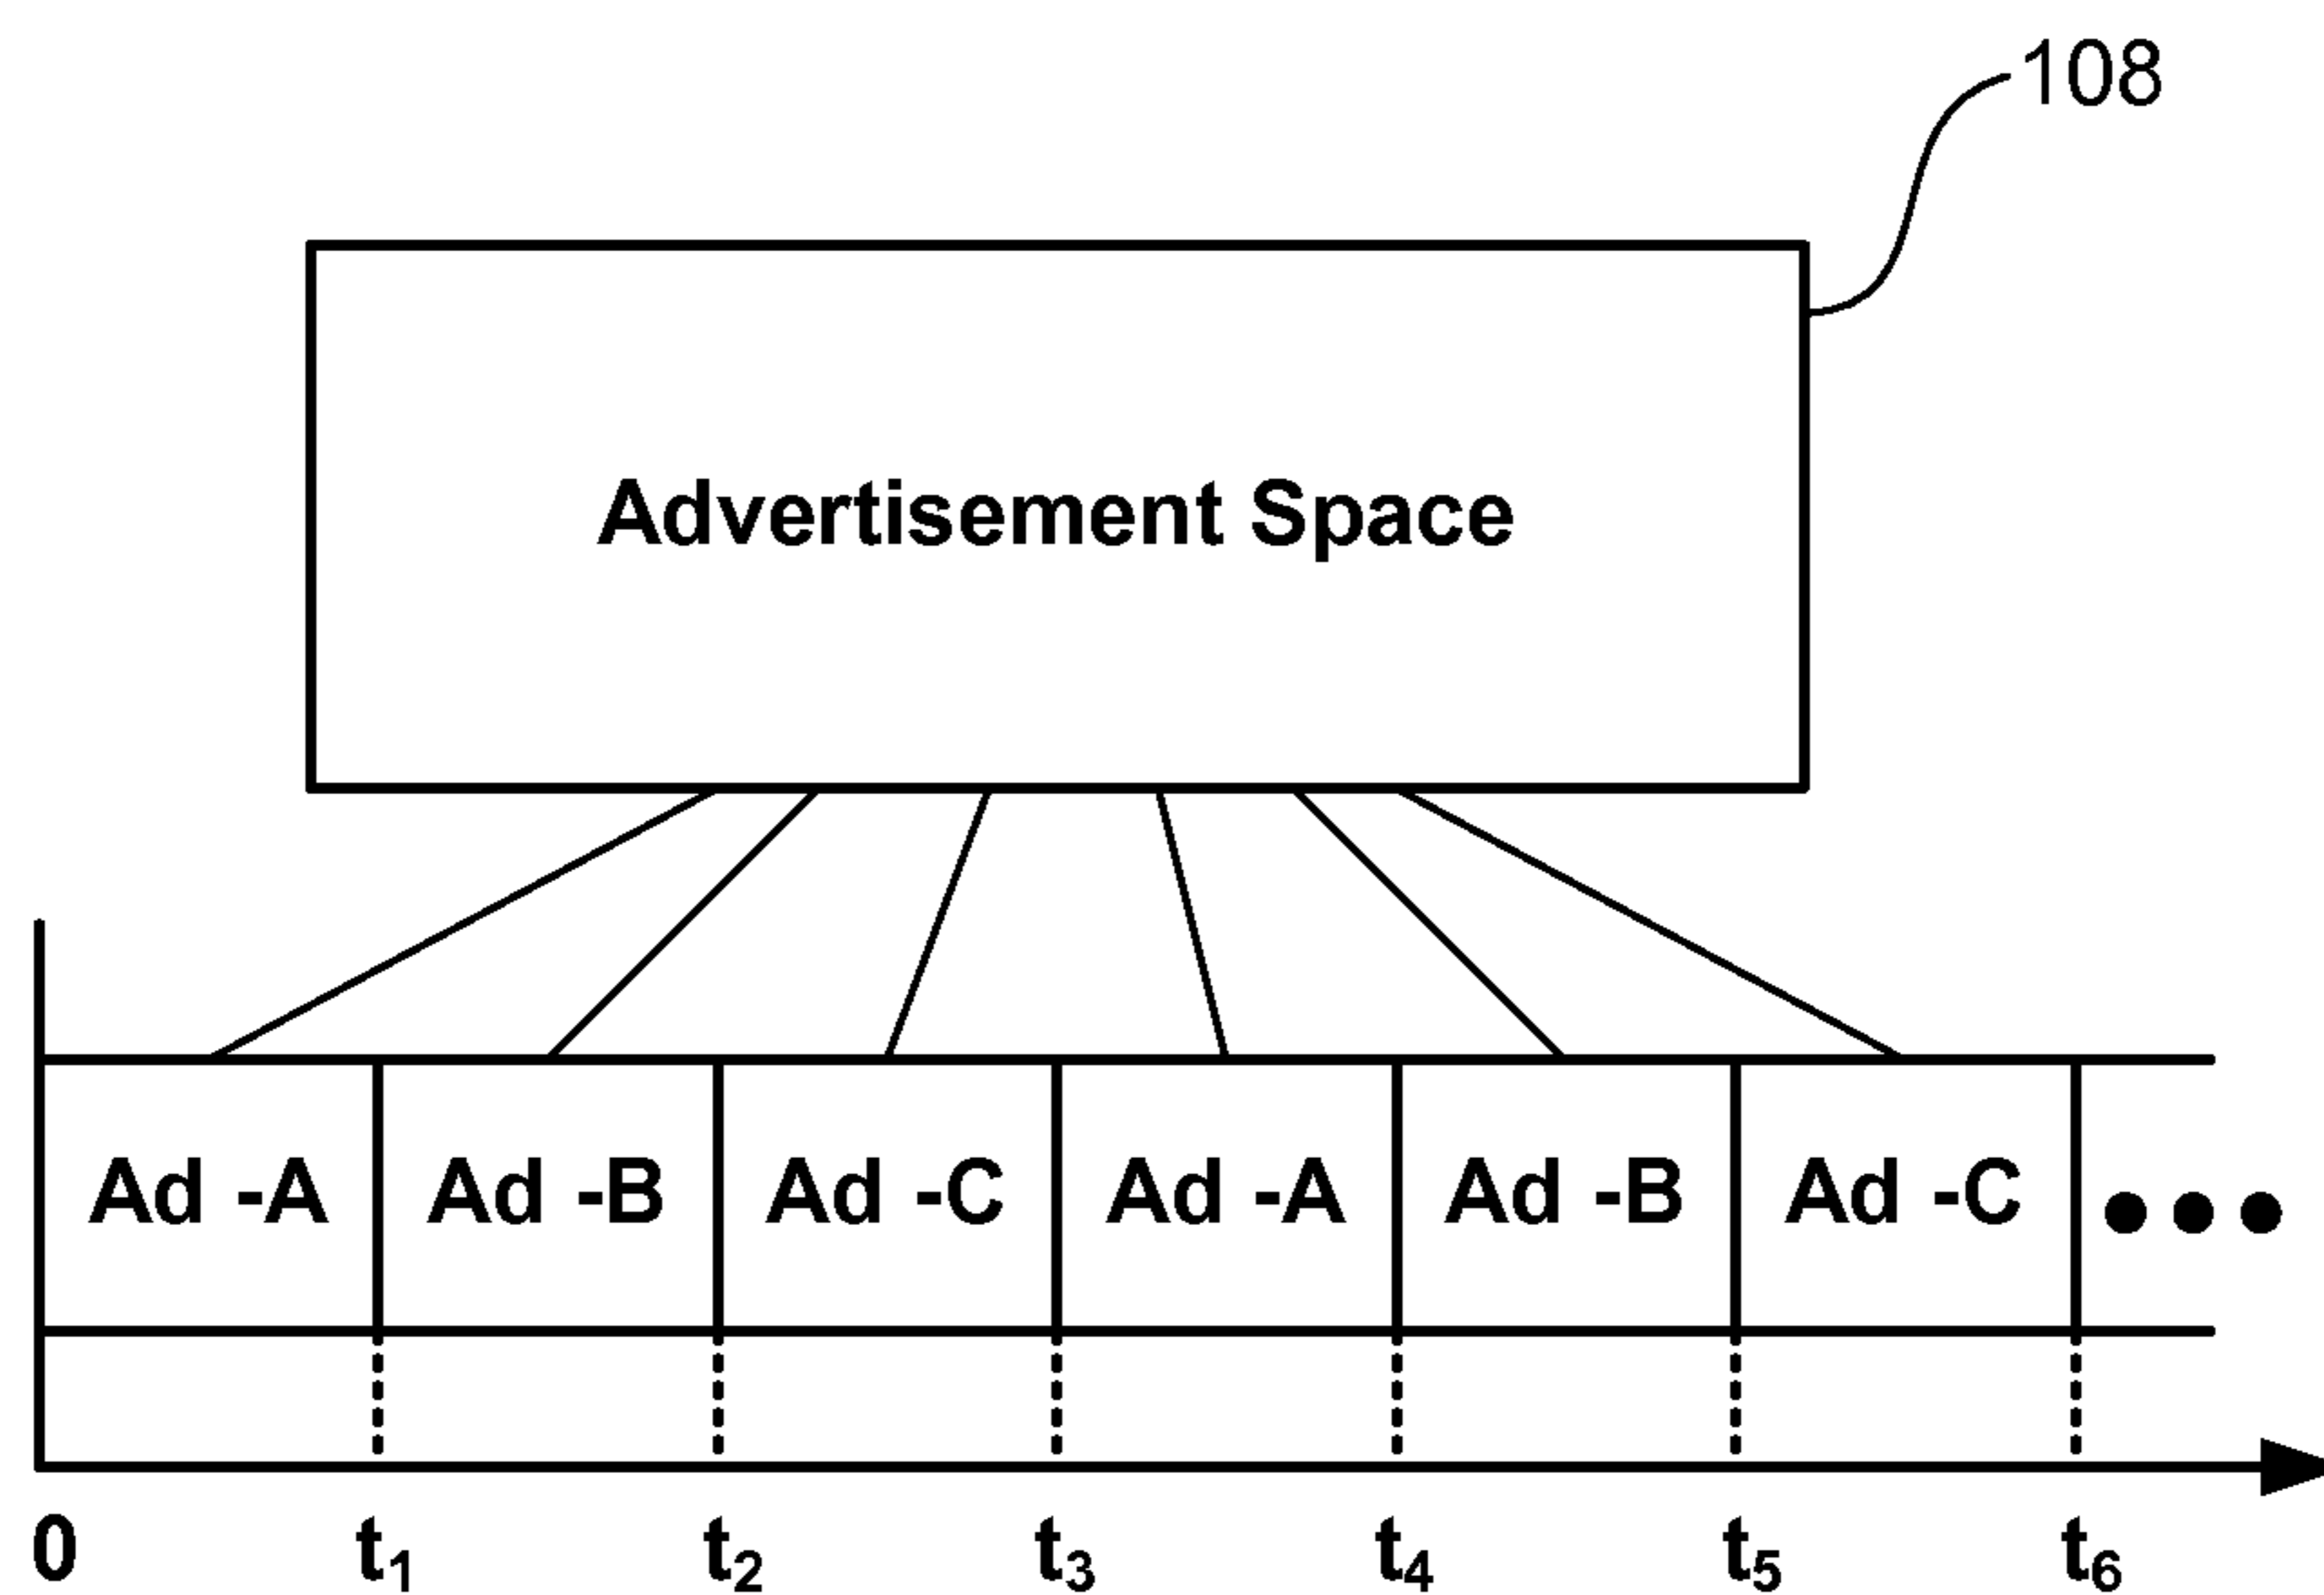 108
Advertisement Space
Ad -A Ad -B Ad -C Ad -A Ad -B Ad -C •••
0 t₁ t₂ t₃ t₄ t₅ t₆